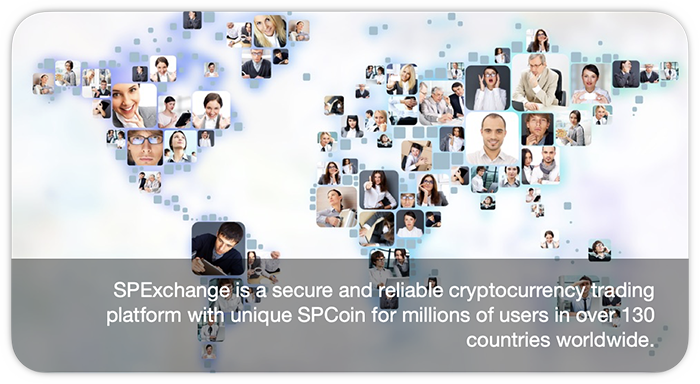 SPExchange is a secure and reliable cryptocurrency trading
platform with unique SPCoin for millions of users in over 130
countries worldwide.